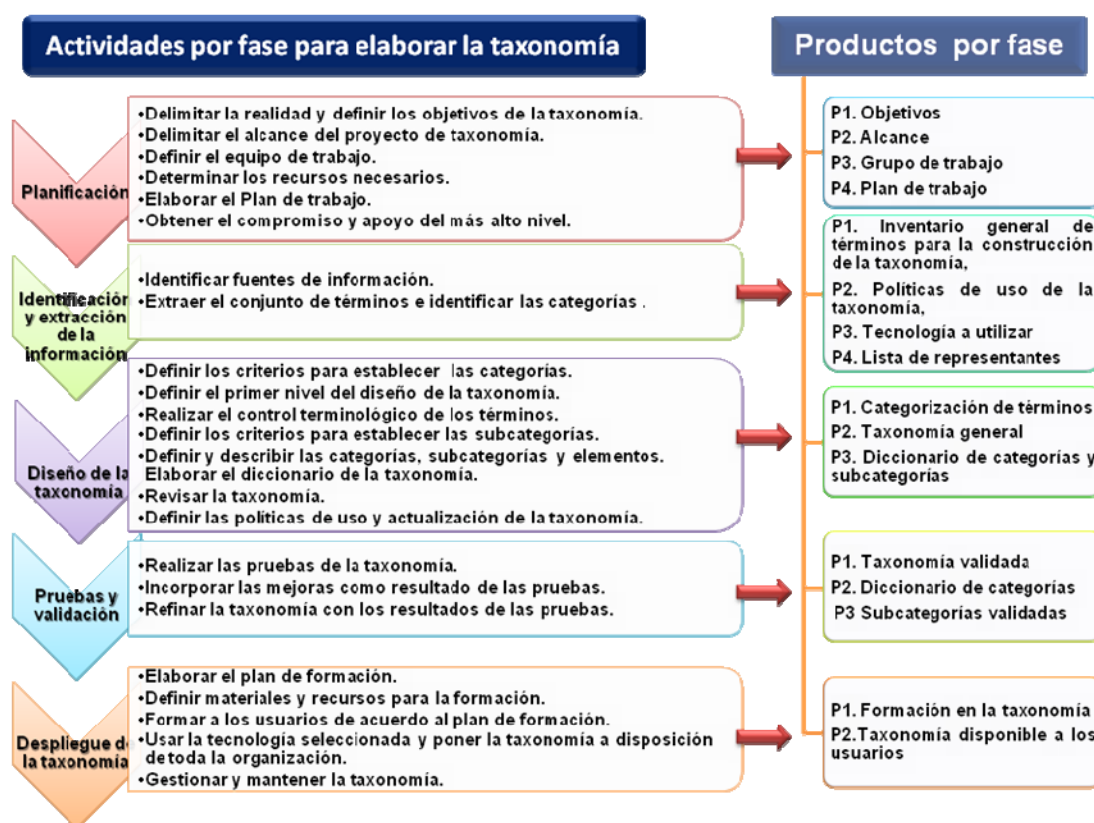 Actividades por fase para elaborar la taxonomía
Productos por fase
Planificación
•Delimitar la realidad y definir los objetivos de la taxonomía.
•Delimitar el alcance del proyecto de taxonomía.
•Definir el equipo de trabajo.
•Determinar los recursos necesarios.
•Elaborar el Plan de trabajo.
•Obtener el compromiso y apoyo del más alto nivel.
P1. Objetivos
P2. Alcance
P3. Grupo de trabajo
P4. Plan de trabajo
Identificación
y extracción
de la
información
•Identificar fuentes de información.
•Extraer el conjunto de términos e identificar las categorías .
P1. Inventario general de
términos para la construcción
de la taxonomía,
P2. Políticas de uso de la
taxonomía,
P3. Tecnología a utilizar
P4. Lista de representantes
Diseño de la
taxonomía
•Definir los criterios para establecer las categorías.
•Definir el primer nivel del diseño de la taxonomía.
•Realizar el control terminológico de los términos.
•Definir los criterios para establecer las subcategorías.
•Definir y describir las categorías, subcategorías y elementos.
Elaborar el diccionario de la taxonomía.
•Revisar la taxonomía.
•Definir las políticas de uso y actualización de la taxonomía.
P1. Categorización de términos
P2. Taxonomía general
P3. Diccionario de categorías y
subcategorías
Pruebas y
validación
•Realizar las pruebas de la taxonomía.
•Incorporar las mejoras como resultado de las pruebas.
•Refinar la taxonomía con los resultados de las pruebas.
P1. Taxonomía validada
P2. Diccionario de categorías
P3 Subcategorías validadas
Despliegue de
la taxonomía
•Elaborar el plan de formación.
•Definir materiales y recursos para la formación.
•Formar a los usuarios de acuerdo al plan de formación.
•Usar la tecnología seleccionada y poner la taxonomía a disposición
de toda la organización.
•Gestionar y mantener la taxonomía.
P1. Formación en la taxonomía
P2.Taxonomía disponible a los
usuarios